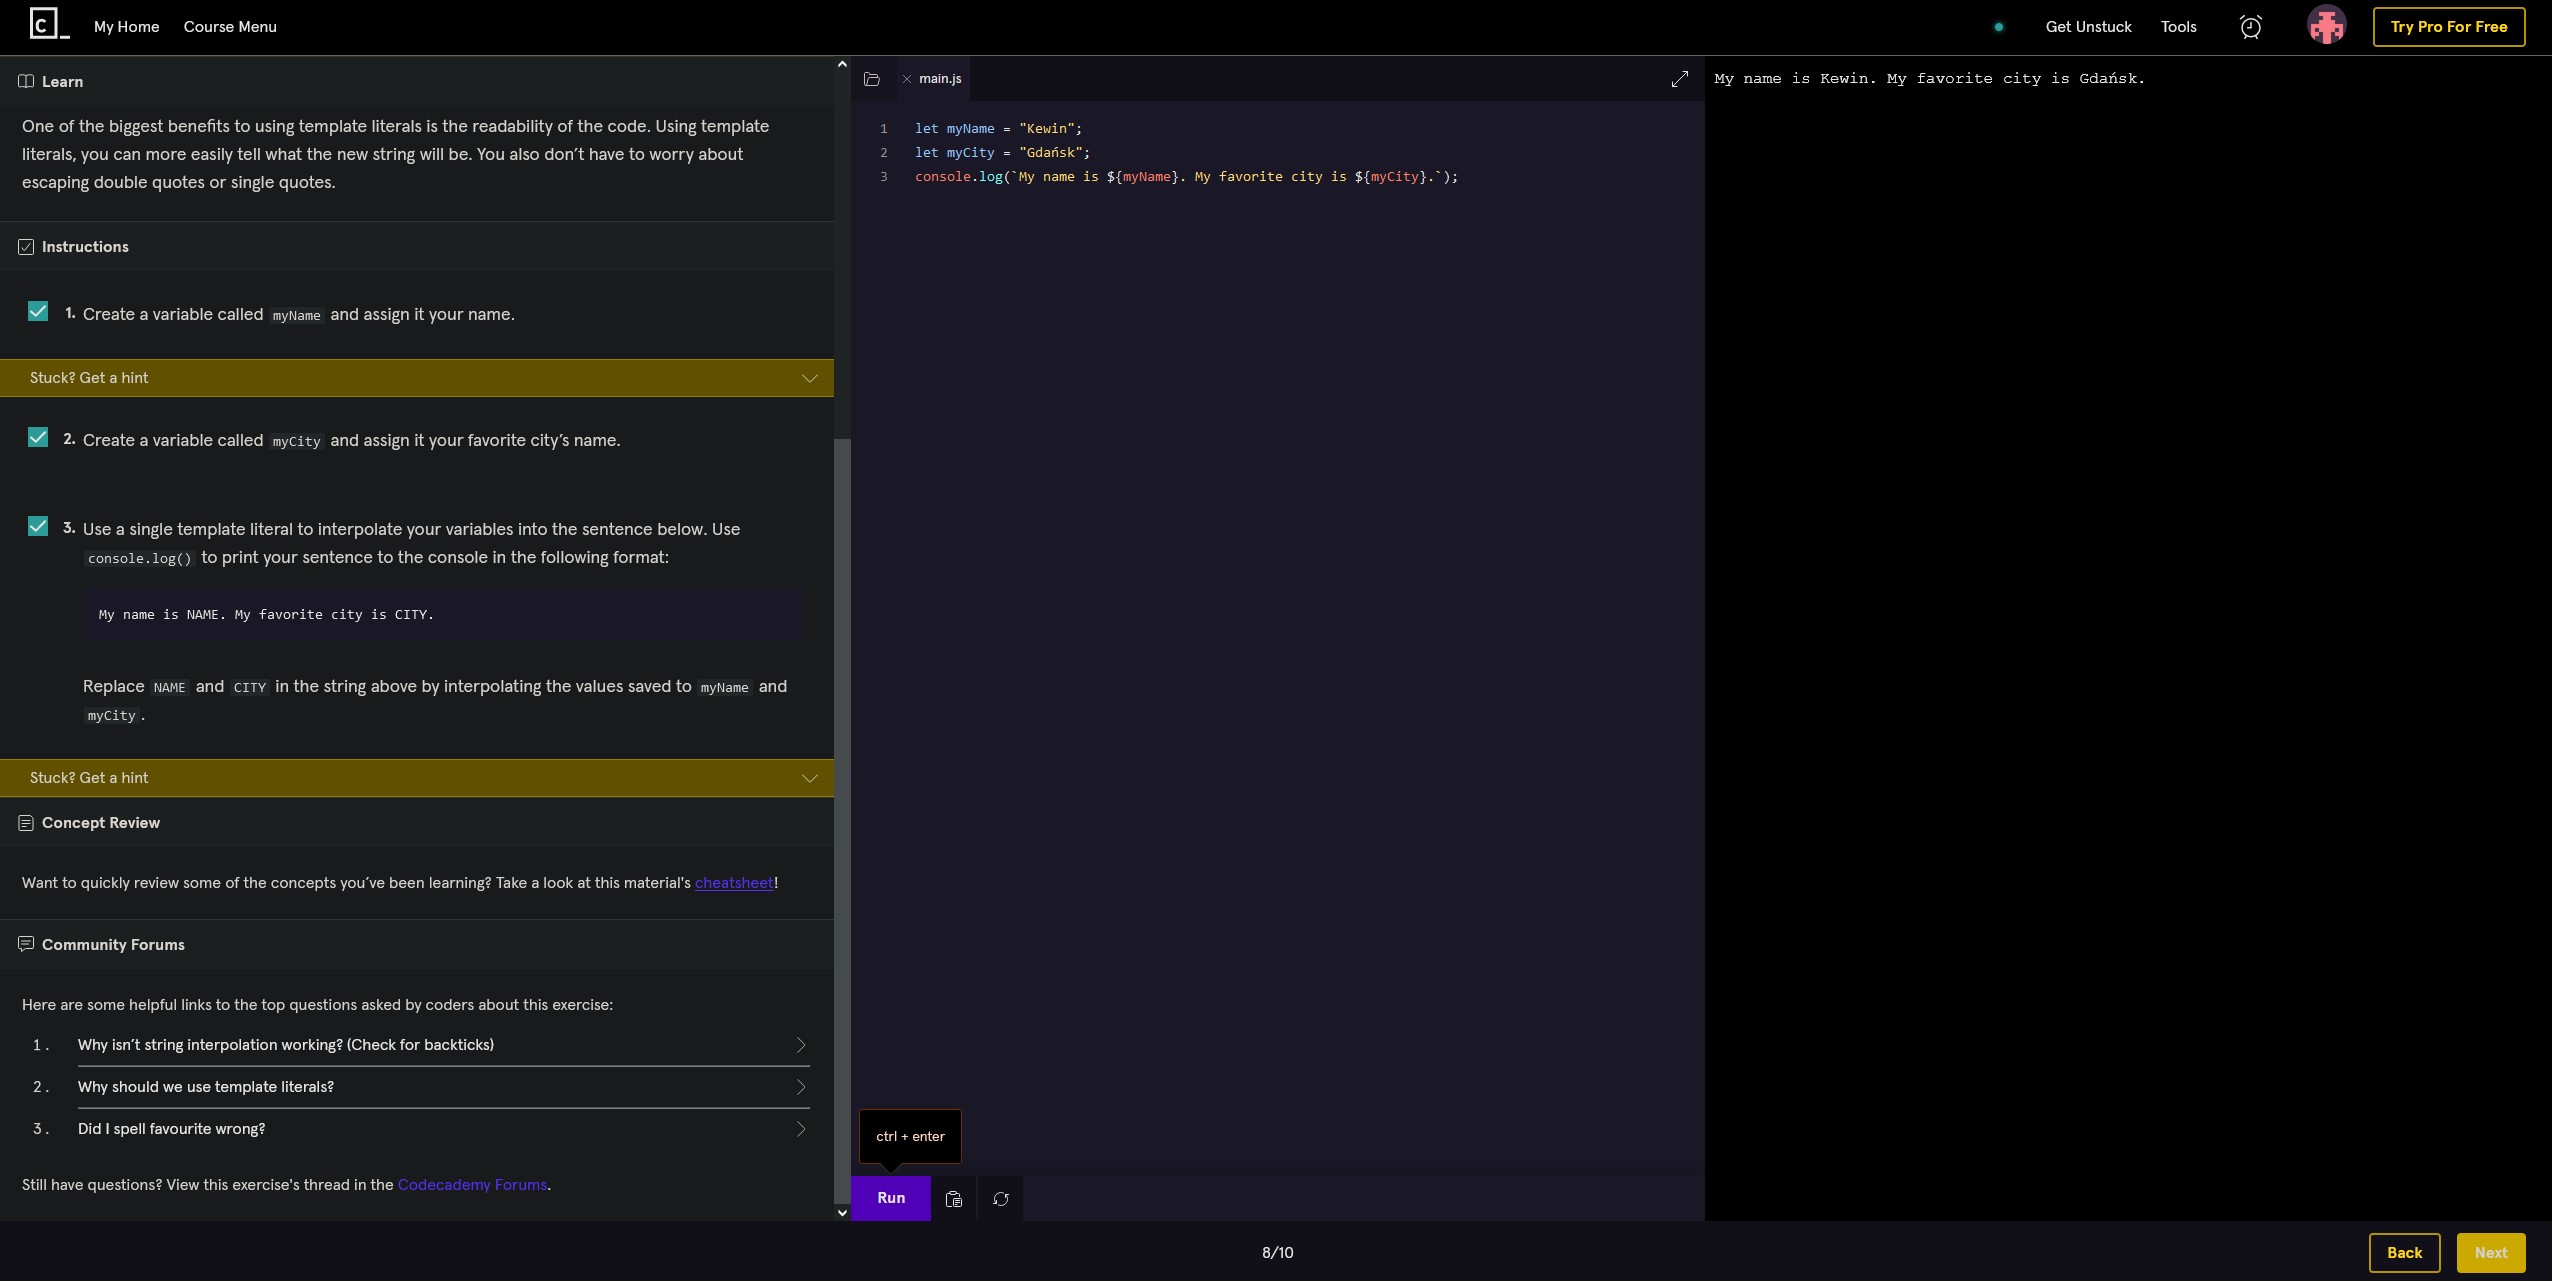 C_ My Home Course Menu Get Unstuck Tools Try Pro For Free
Learn
One of the biggest benefits to using template literals is the readability of the code. Using template
literals, you can more easily tell what the new string will be. You also don’t have to worry about
escaping double quotes or single quotes.
Instructions
1. Create a variable called myName and assign it your name.
Stuck? Get a hint
2. Create a variable called myCity and assign it your favorite city’s name.
3. Use a single template literal to interpolate your variables into the sentence below. Use
console.log() to print your sentence to the console in the following format:
My name is NAME. My favorite city is CITY.
Replace NAME and CITY in the string above by interpolating the values saved to myName and
myCity.
Stuck? Get a hint
Concept Review
Want to quickly review some of the concepts you’ve been learning? Take a look at this material's cheatsheet!
Community Forums
Here are some helpful links to the top questions asked by coders about this exercise:
1. Why isn’t string interpolation working? (Check for backticks)
2. Why should we use template literals?
3. Did I spell favourite wrong?
Still have questions? View this exercise's thread in the Codecademy Forums.
main.js
1 let myName = "Kewin";
2 let myCity = "Gdańsk";
3 console.log(`My name is ${myName}. My favorite city is ${myCity}.`);
ctrl + enter
Run
My name is Kewin. My favorite city is Gdańsk.
8/10
Back Next